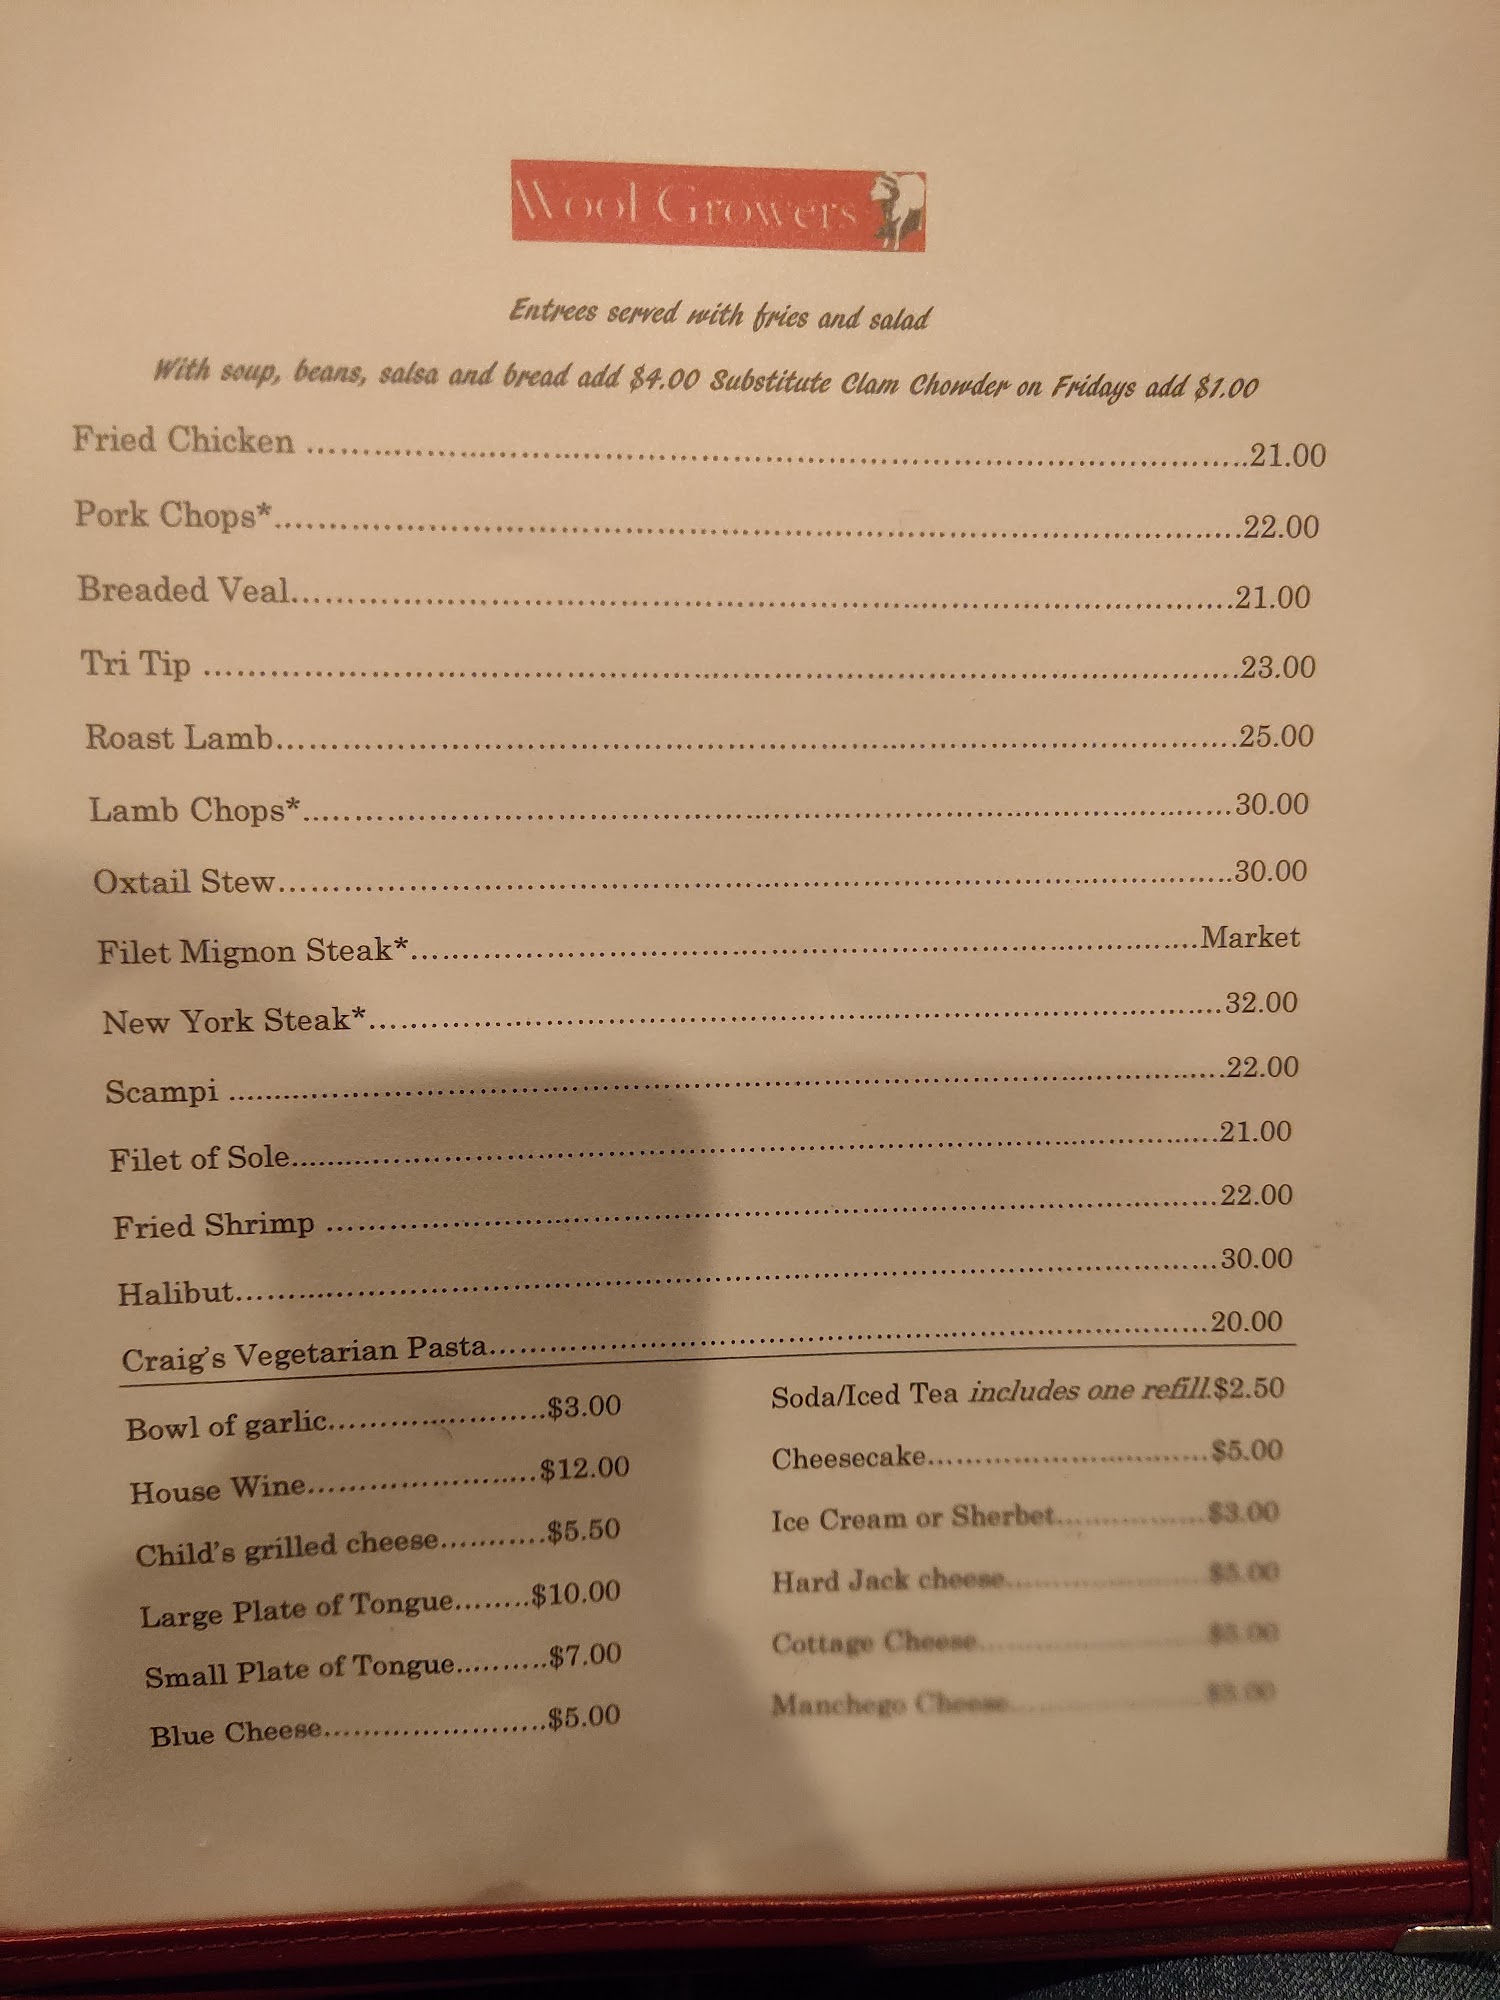 Wool Growers
Entrees served with fries and salad
With soup, beans, salsa and bread add $4.00 Substitute Clam Chowder on Fridays add $1.00
Fried Chicken ..........21.00
Pork Chops*..........22.00
Breaded Veal..........21.00
Tri Tip ..........23.00
Roast Lamb..........25.00
Lamb Chops*..........30.00
Oxtail Stew..........30.00
Filet Mignon Steak*..........Market
New York Steak*..........32.00
Scampi ..........22.00
Filet of Sole..........21.00
Fried Shrimp ..........22.00
Halibut..........30.00
Craig's Vegetarian Pasta..........20.00
Bowl of garlic..........$3.00
House Wine..........$12.00
Child's grilled cheese..........$5.50
Large Plate of Tongue........$10.00
Small Plate of Tongue..........$7.00
Blue Cheese..........$5.00
Soda/Iced Tea includes one refill.$2.50
Cheesecake..........$5.00
Ice Cream or Sherbet..........$3.00
Hard Jack cheese..........
Cottage Cheese..........
Manchego Cheese..........